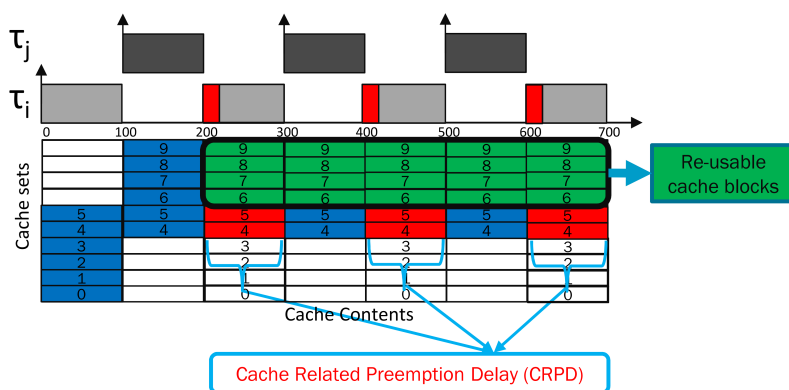 τj
τi
0 100 200 300 400 500 600 700
9 9 9 9 9 9 9
8 8 8 8 8 8 8
7 7 7 7 7 7 7
6 6 6 6 6 6 6
5 5 5 5 5 5 5
4 4 4 4 4 4 4
3 3 3 3
2 2 2 2
1 1 1 1
0 0 0 0
Cache sets
Re-usable
cache blocks
Cache Contents
Cache Related Preemption Delay (CRPD)